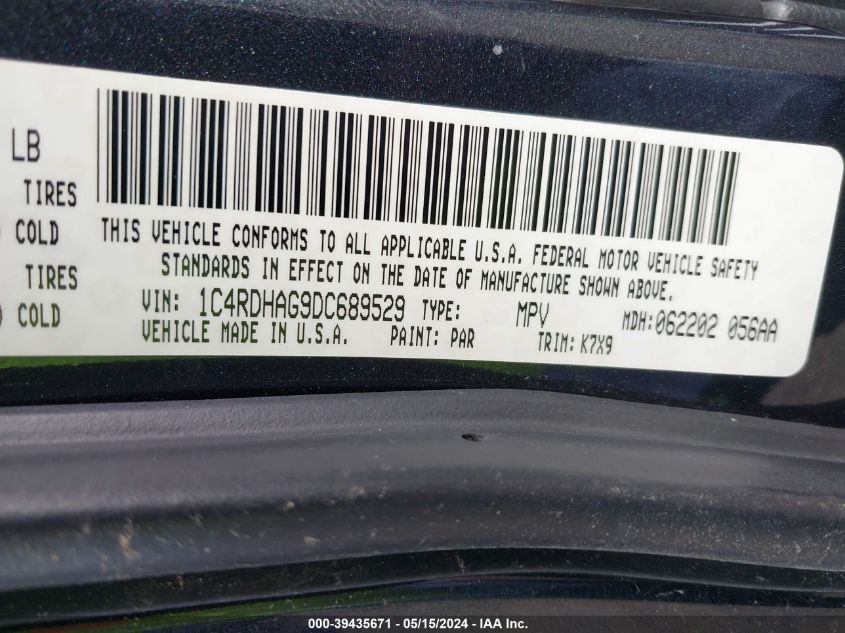 LB
TIRES
COLD
TIRES
COLD
THIS VEHICLE CONFORMS TO ALL APPLICABLE U.S.A. FEDERAL MOTOR VEHICLE SAFETY
STANDARDS IN EFFECT ON THE DATE OF MANUFACTURE SHOWN ABOVE.
VIN: 1C4RDHAG9DC689529 TYPE: MPV MDH:062202 056AA
VEHICLE MADE IN U.S.A. PAINT: PAR TRIM: K7X9
000-39435671 - 05/15/2024 - IAA Inc.